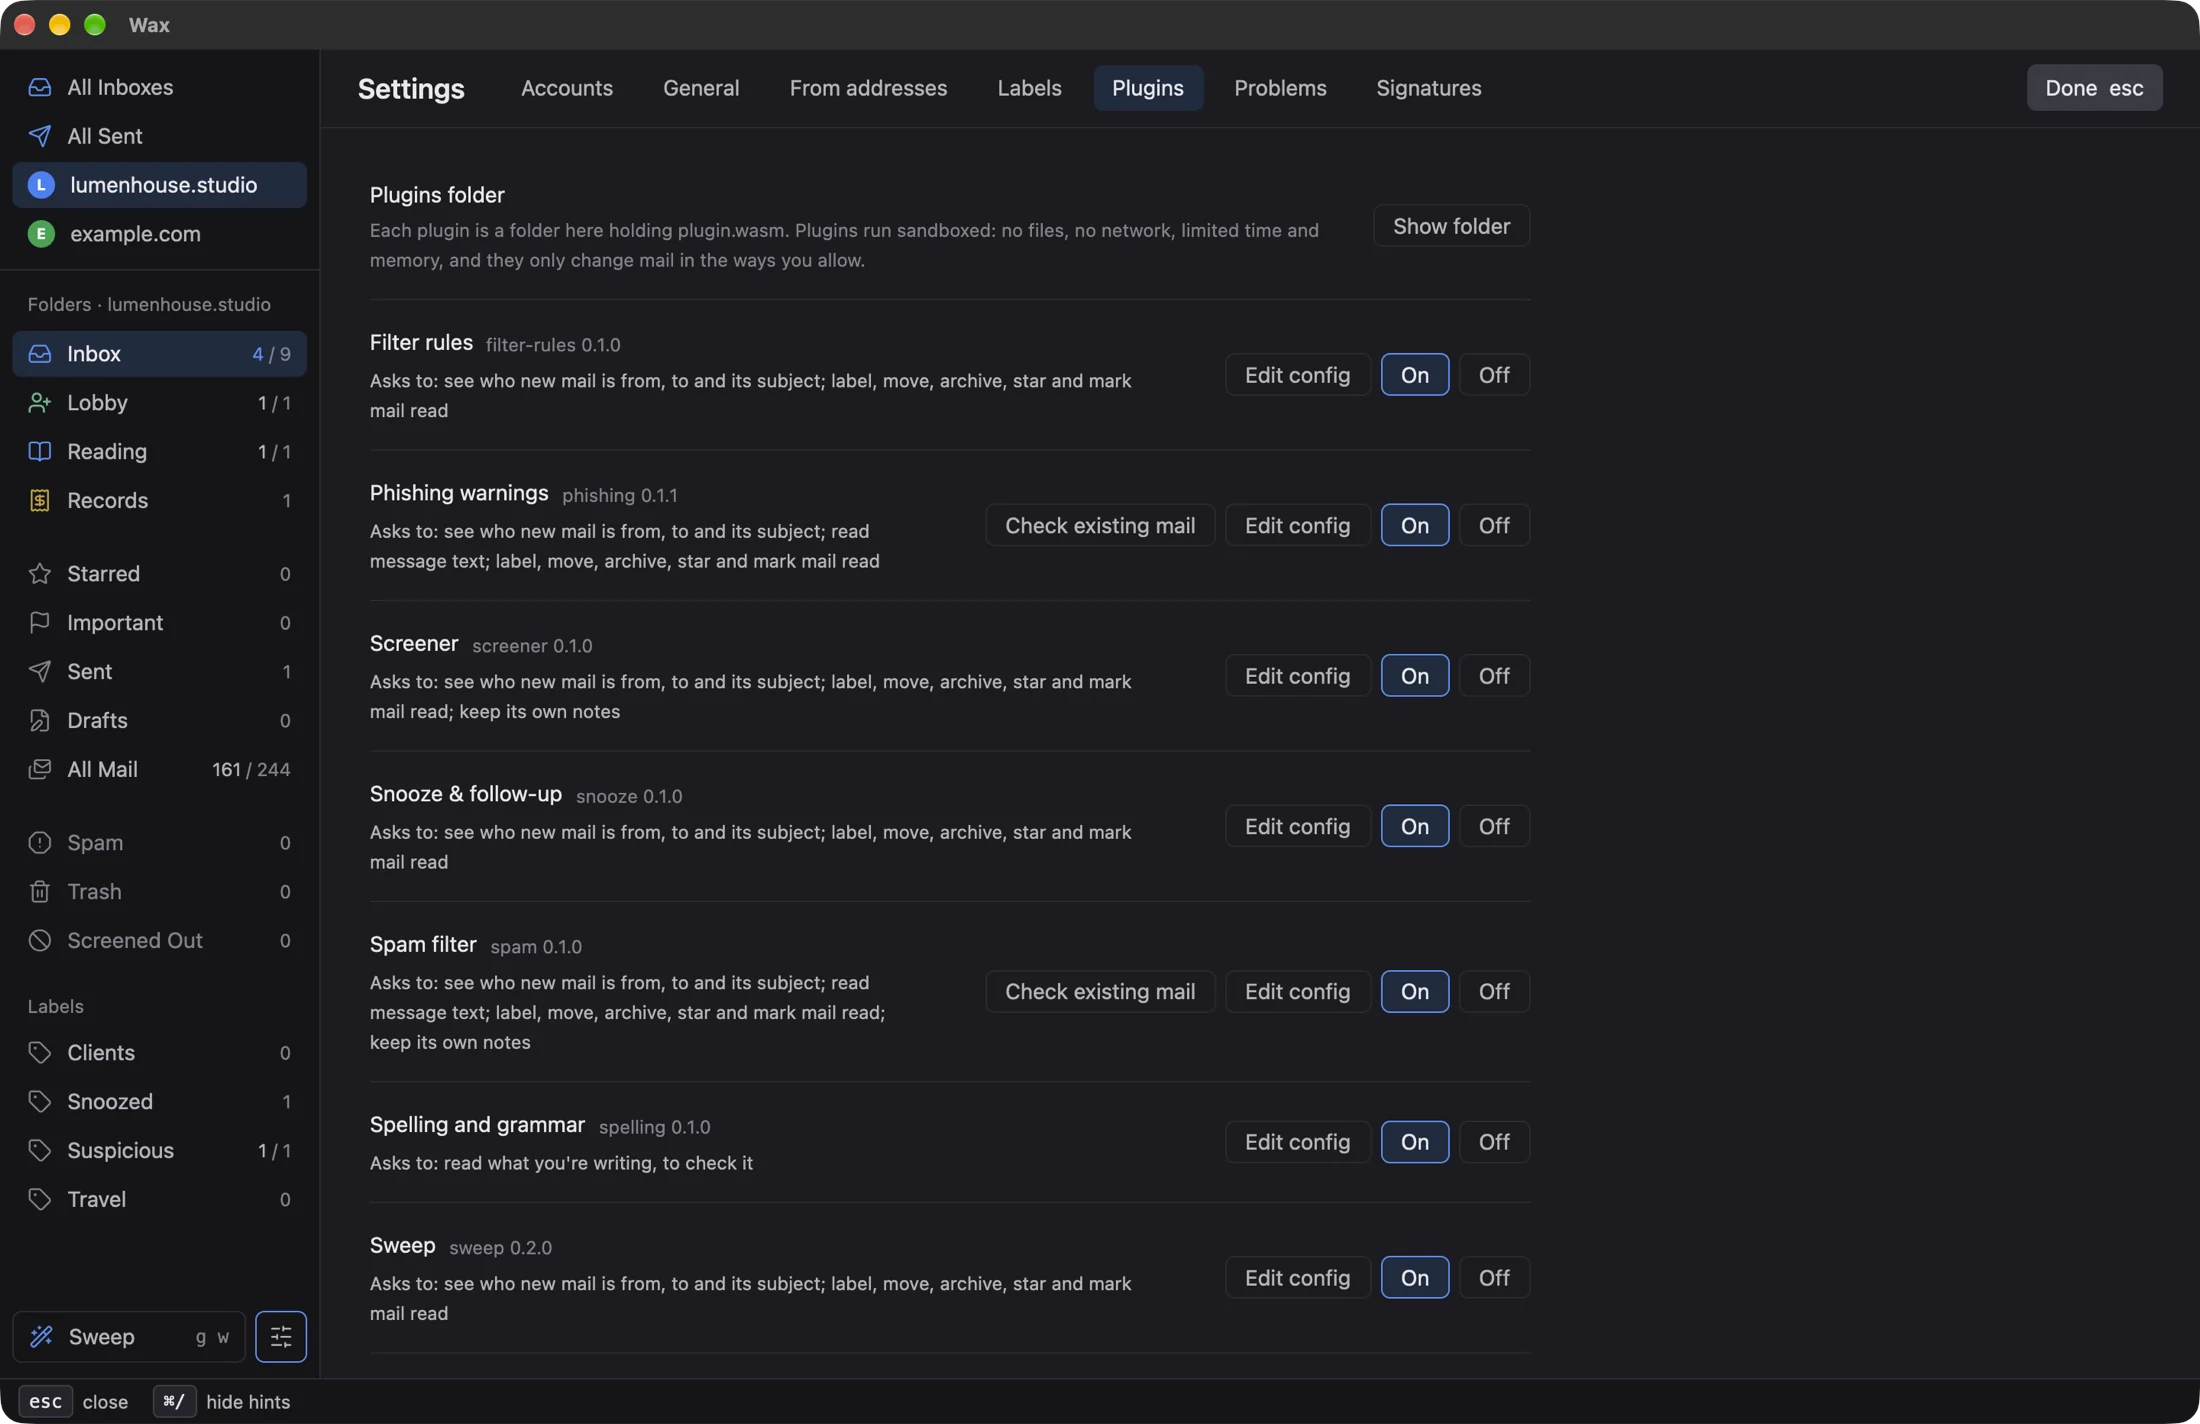 Wax
All Inboxes
All Sent
L lumenhouse.studio
E example.com
Folders · lumenhouse.studio
Inbox 4 / 9
Lobby 1 / 1
Reading 1 / 1
Records 1
Starred 0
Important 0
Sent 1
Drafts 0
All Mail 161 / 244
Spam 0
Trash 0
Screened Out 0
Labels
Clients 0
Snoozed 1
Suspicious 1 / 1
Travel 0
Sweep g w
Settings Accounts General From addresses Labels Plugins Problems Signatures Done esc
Plugins folder
Each plugin is a folder here holding plugin.wasm. Plugins run sandboxed: no files, no network, limited time and
memory, and they only change mail in the ways you allow.
Show folder
Filter rules filter-rules 0.1.0
Asks to: see who new mail is from, to and its subject; label, move, archive, star and mark
mail read
Edit config On Off
Phishing warnings phishing 0.1.1
Asks to: see who new mail is from, to and its subject; read
message text; label, move, archive, star and mark mail read
Check existing mail Edit config On Off
Screener screener 0.1.0
Asks to: see who new mail is from, to and its subject; label, move, archive, star and mark
mail read; keep its own notes
Edit config On Off
Snooze & follow-up snooze 0.1.0
Asks to: see who new mail is from, to and its subject; label, move, archive, star and mark
mail read
Edit config On Off
Spam filter spam 0.1.0
Asks to: see who new mail is from, to and its subject; read
message text; label, move, archive, star and mark mail read;
keep its own notes
Check existing mail Edit config On Off
Spelling and grammar spelling 0.1.0
Asks to: read what you're writing, to check it
Edit config On Off
Sweep sweep 0.2.0
Asks to: see who new mail is from, to and its subject; label, move, archive, star and mark
mail read
Edit config On Off
esc close ⌘/ hide hints